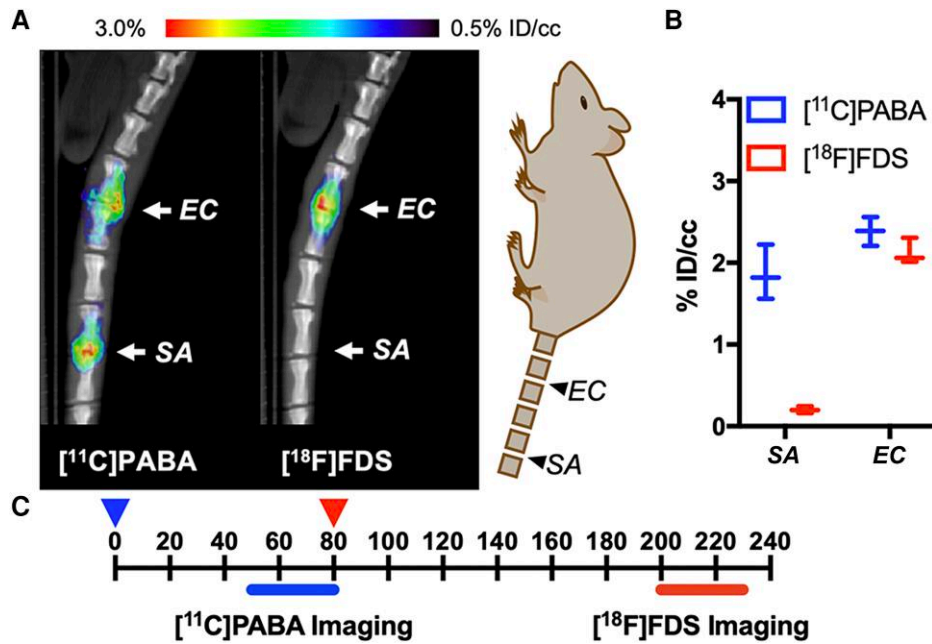 A
3.0%
0.5% ID/cc
EC
EC
SA
SA
[¹¹C]PABA
[¹⁸F]FDS
EC
SA
B
% ID/cc
4
3
2
1
0
[¹¹C]PABA
[¹⁸F]FDS
SA
EC
C
0 20 40 60 80 100 120 140 160 180 200 220 240
[¹¹C]PABA Imaging
[¹⁸F]FDS Imaging